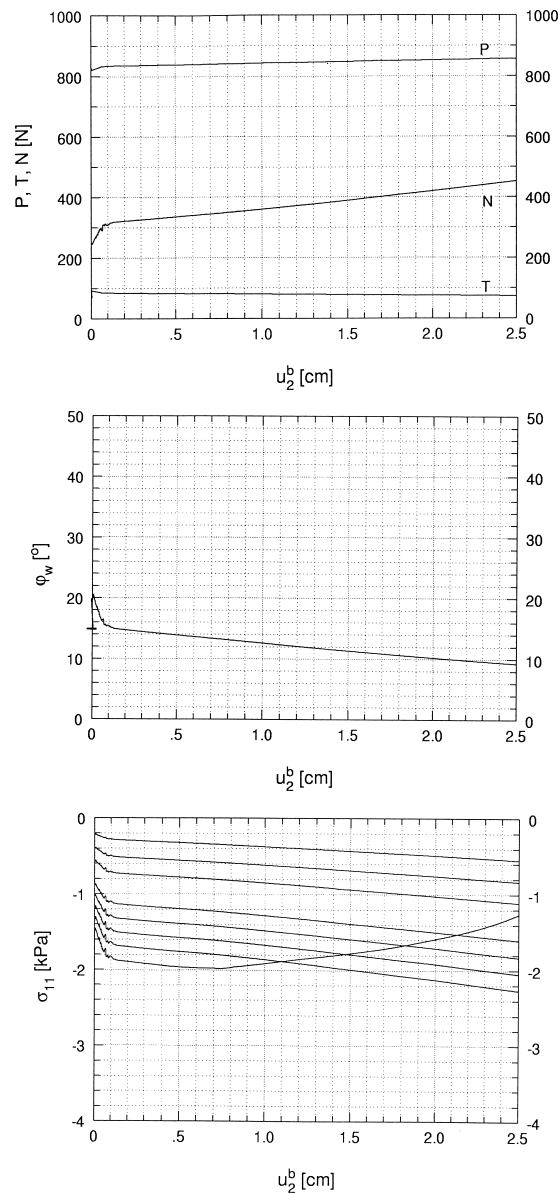 1000 1000
P
800 800
600 600
P, T, N [N]
400 400
N
200 200
T
0 0
0 .5 1.0 1.5 2.0 2.5
u₂ᵇ [cm]
50 50
40 40
30 30
φw [°]
20 20
10 10
0 0
0 .5 1.0 1.5 2.0 2.5
u₂ᵇ [cm]
0 0
-1 -1
σ₁₁ [kPa]
-2 -2
-3 -3
-4 -4
0 .5 1.0 1.5 2.0 2.5
u₂ᵇ [cm]